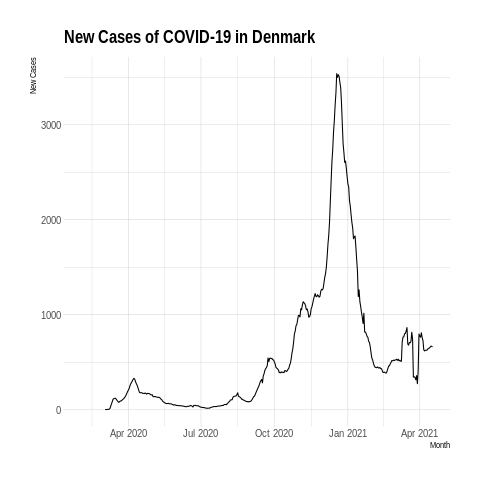 New Cases of COVID-19 in Denmark
New Cases
3000
2000
1000
0
Apr 2020 Jul 2020 Oct 2020 Jan 2021 Apr 2021
Month